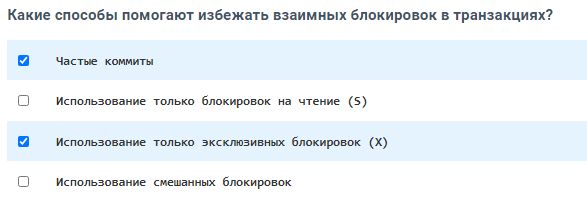 Какие способы помогают избежать взаимных блокировок в транзакциях?
Частые коммиты
Использование только блокировок на чтение (S)
Использование только эксклюзивных блокировок (X)
Использование смешанных блокировок